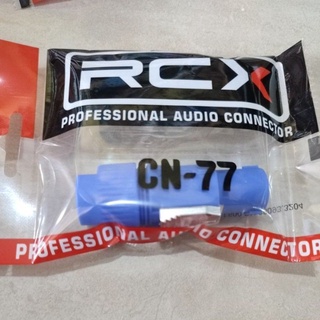 RCX
PROFESSIONAL AUDIO CONNECTOR
CN-77
PROFESSIONAL AUDIO CONNECTOR